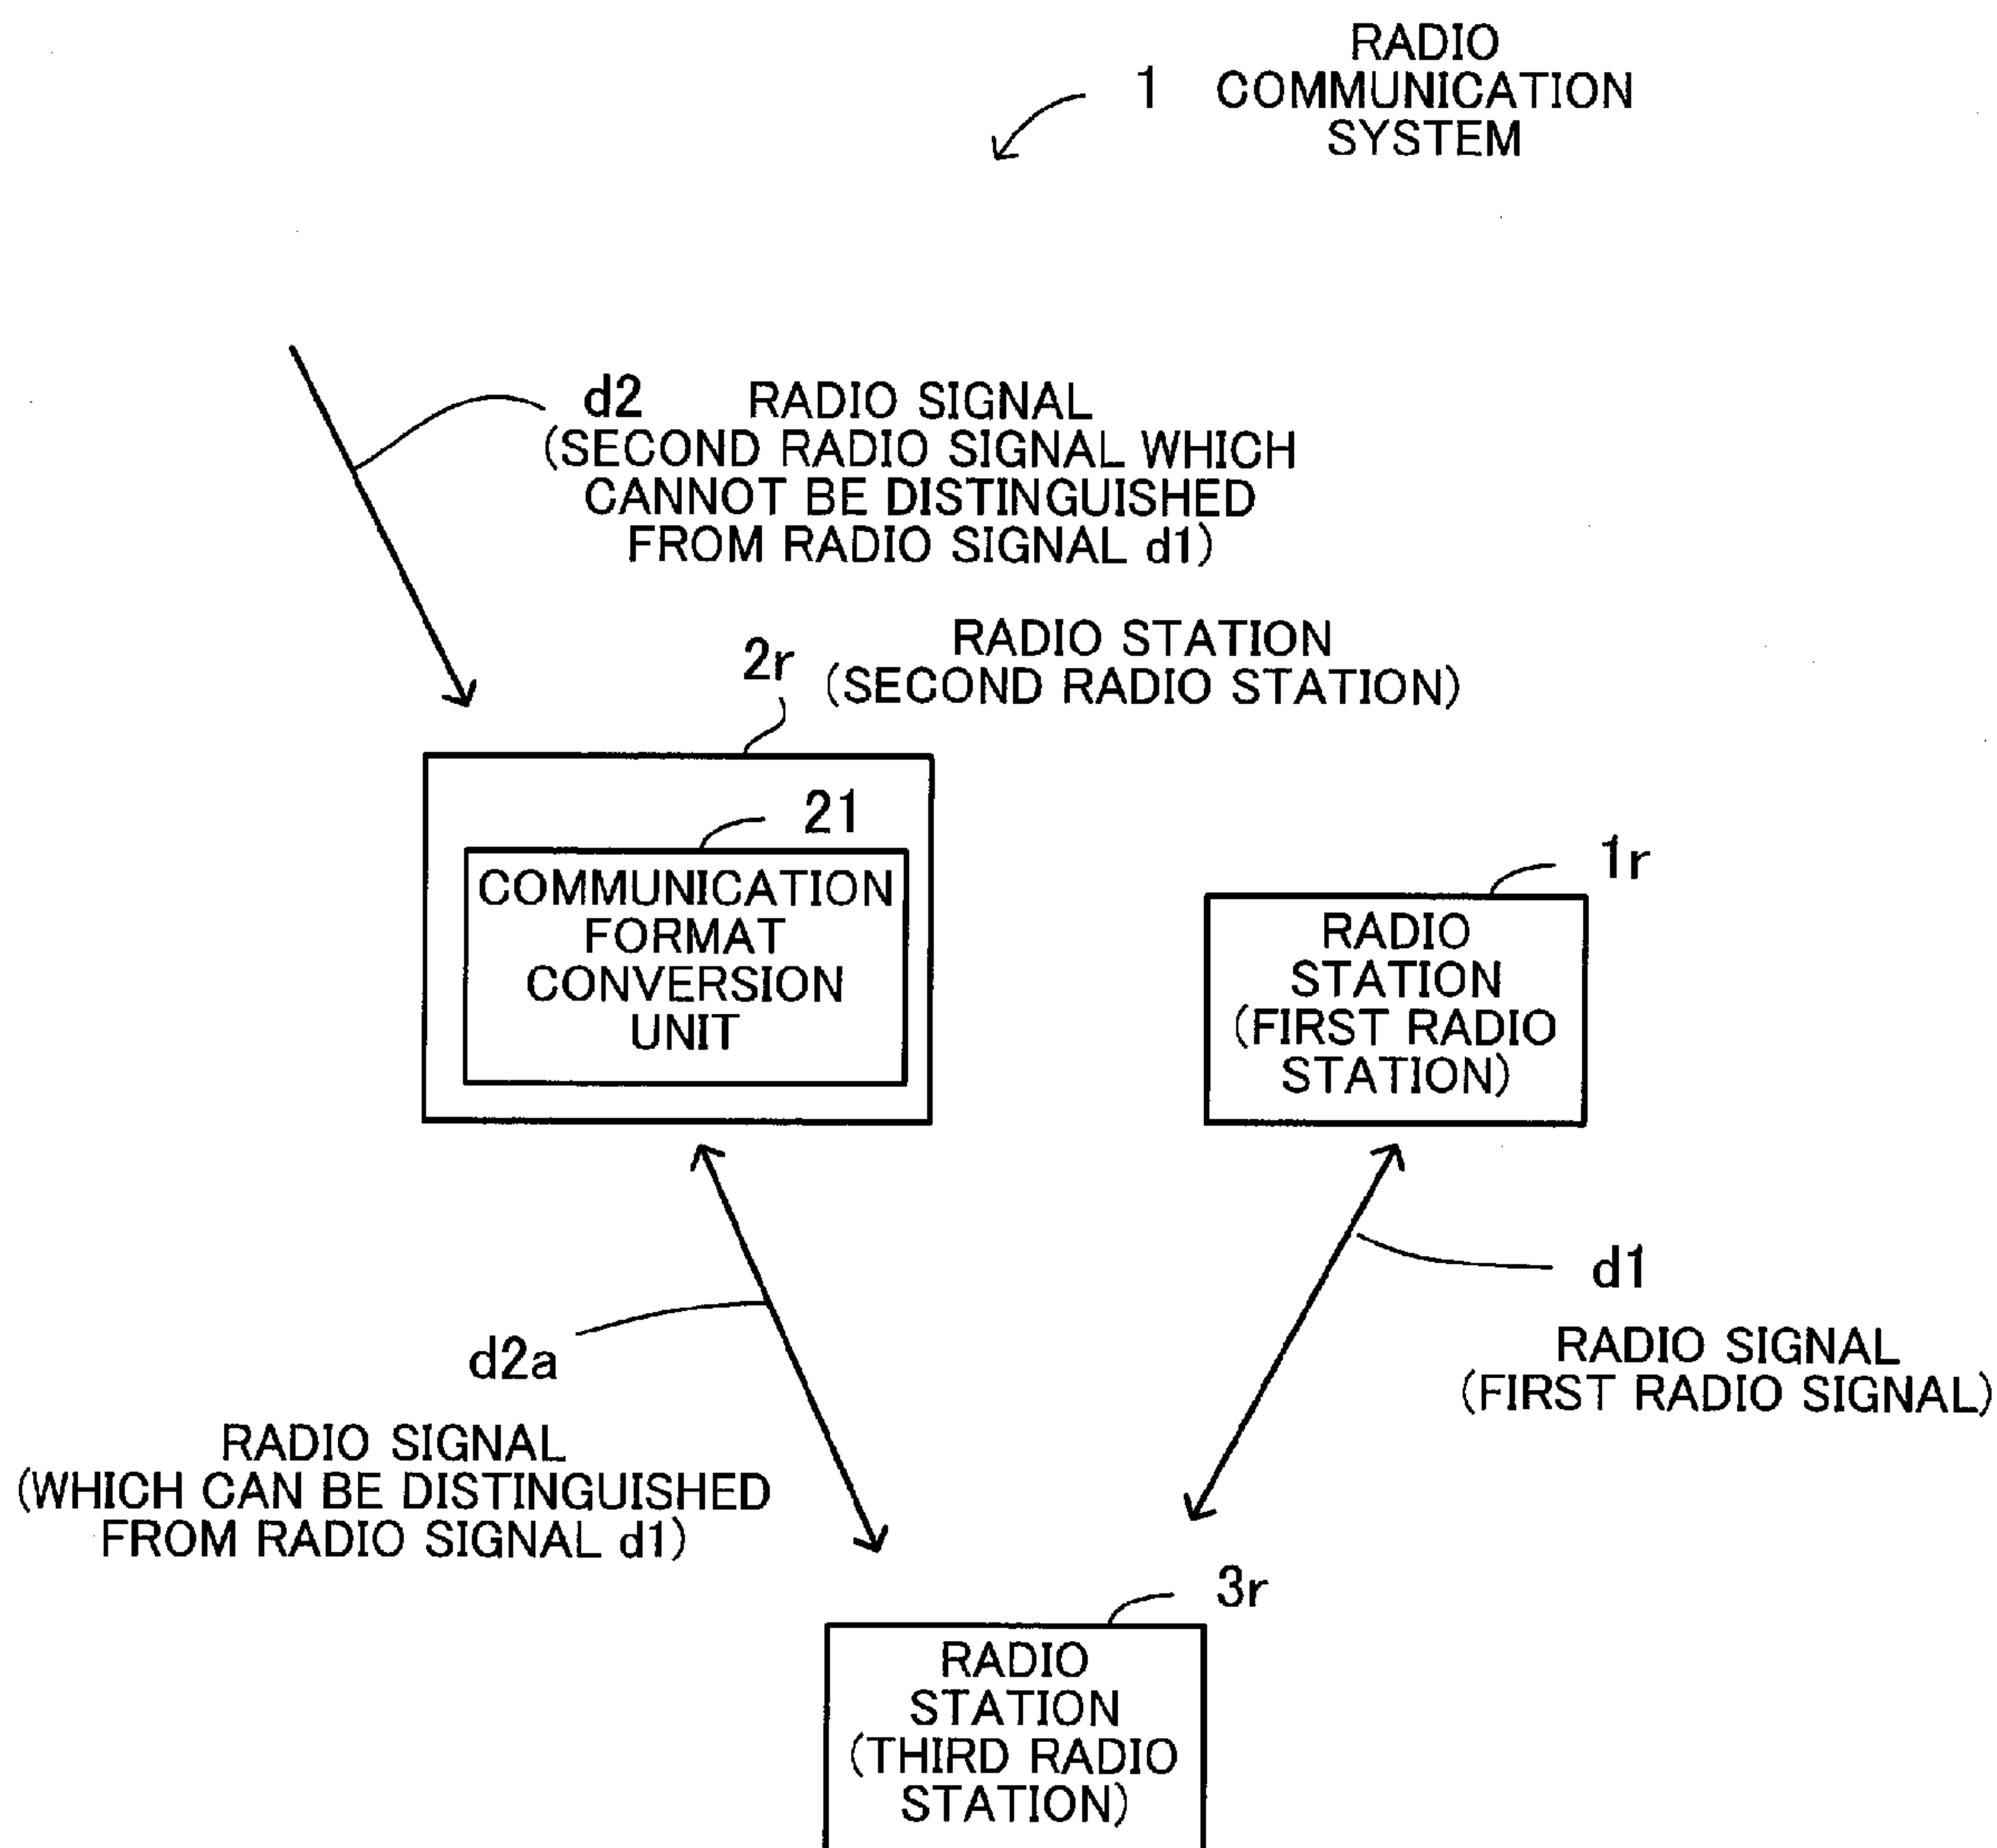 RADIO
1 COMMUNICATION
SYSTEM
d2 RADIO SIGNAL
(SECOND RADIO SIGNAL WHICH
CANNOT BE DISTINGUISHED
FROM RADIO SIGNAL d1)
2r RADIO STATION
(SECOND RADIO STATION)
21
COMMUNICATION
FORMAT
CONVERSION
UNIT
1r
RADIO
STATION
(FIRST RADIO
STATION)
d1
RADIO SIGNAL
(FIRST RADIO SIGNAL)
d2a
RADIO SIGNAL
(WHICH CAN BE DISTINGUISHED
FROM RADIO SIGNAL d1)
3r
RADIO
STATION
(THIRD RADIO
STATION)